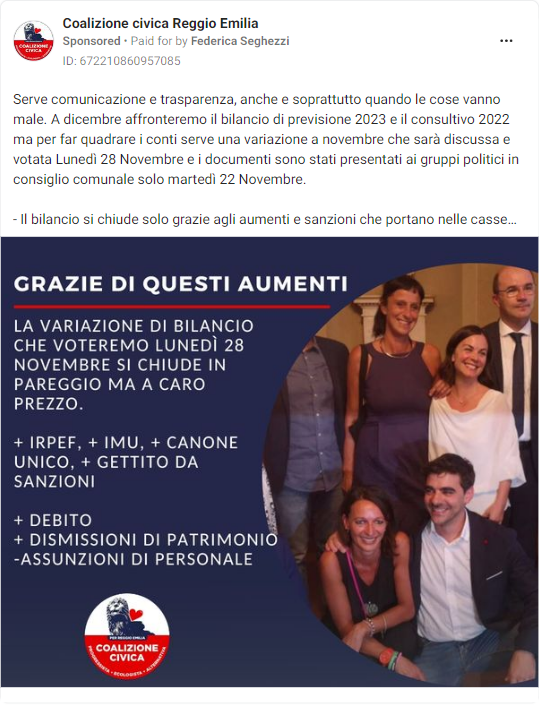 Coalizione civica Reggio Emilia
Sponsored • Paid for by Federica Seghezzi
ID: 672210860957085
Serve comunicazione e trasparenza, anche e soprattutto quando le cose vanno
male. A dicembre affronteremo il bilancio di previsione 2023 e il consultivo 2022
ma per far quadrare i conti serve una variazione a novembre che sarà discussa e
votata Lunedì 28 Novembre e i documenti sono stati presentati ai gruppi politici in
consiglio comunale solo martedì 22 Novembre.
- Il bilancio si chiude solo grazie agli aumenti e sanzioni che portano nelle casse...
GRAZIE DI QUESTI AUMENTI
LA VARIAZIONE DI BILANCIO
CHE VOTEREMO LUNEDÌ 28
NOVEMBRE SI CHIUDE IN
PAREGGIO MA A CARO
PREZZO.
+ IRPEF, + IMU, + CANONE
UNICO, + GETTITO DA
SANZIONI
+ DEBITO
+ DISMISSIONI DI PATRIMONIO
-ASSUNZIONI DI PERSONALE
PER REGGIO EMILIA
COALIZIONE
CIVICA
PROGRESSISTA • ECOLOGISTA • ALTERNATIVA